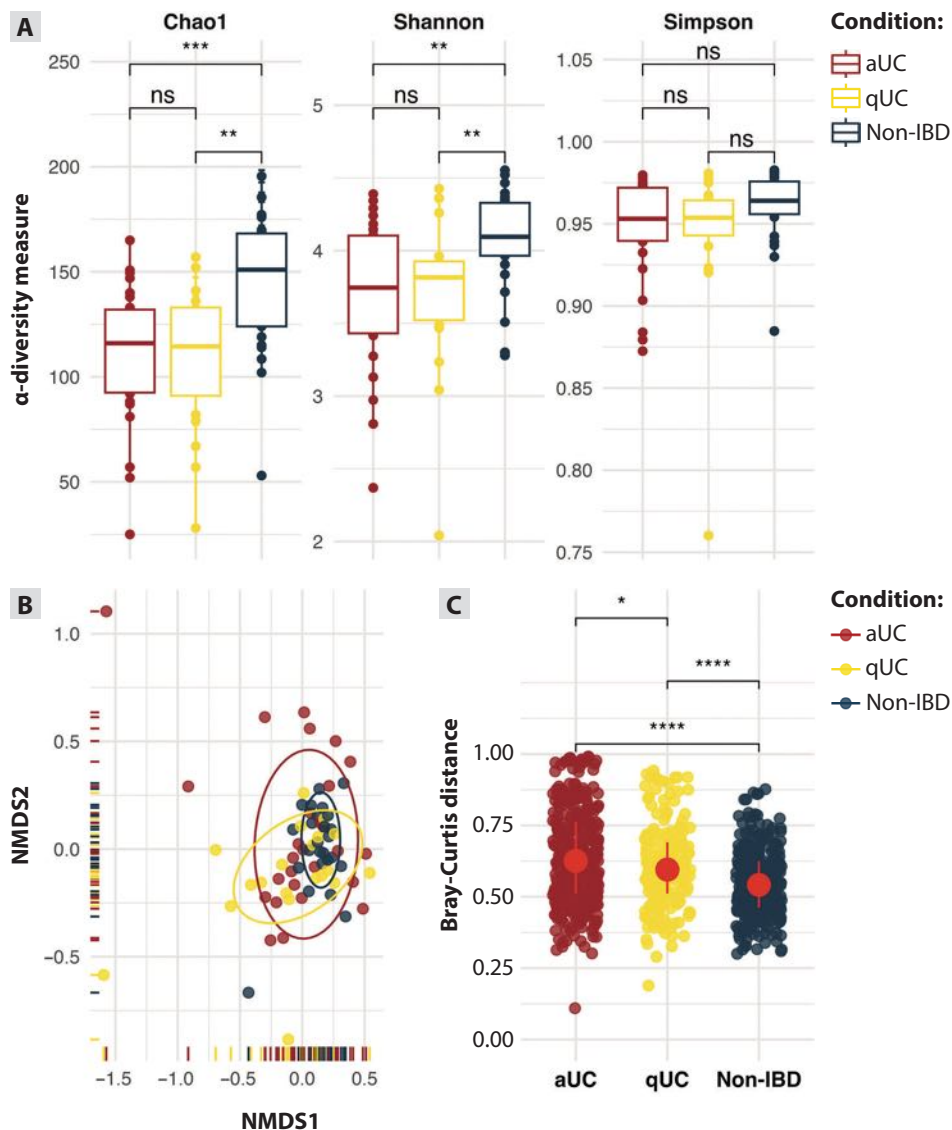 A
Chao1
Shannon
Simpson
Condition:
aUC
qUC
Non-IBD
α-diversity measure
250
200
150
100
50
***
ns
**
5
4
3
2
**
ns
**
1.05
1.00
0.95
0.90
0.85
0.80
0.75
ns
ns
ns
B
NMDS2
1.0
0.5
0.0
−0.5
−1.5
−1.0
−0.5
0.0
0.5
NMDS1
C
Bray-Curtis distance
*
****
****
1.00
0.75
0.50
0.25
0.00
aUC
qUC
Non-IBD
Condition:
aUC
qUC
Non-IBD